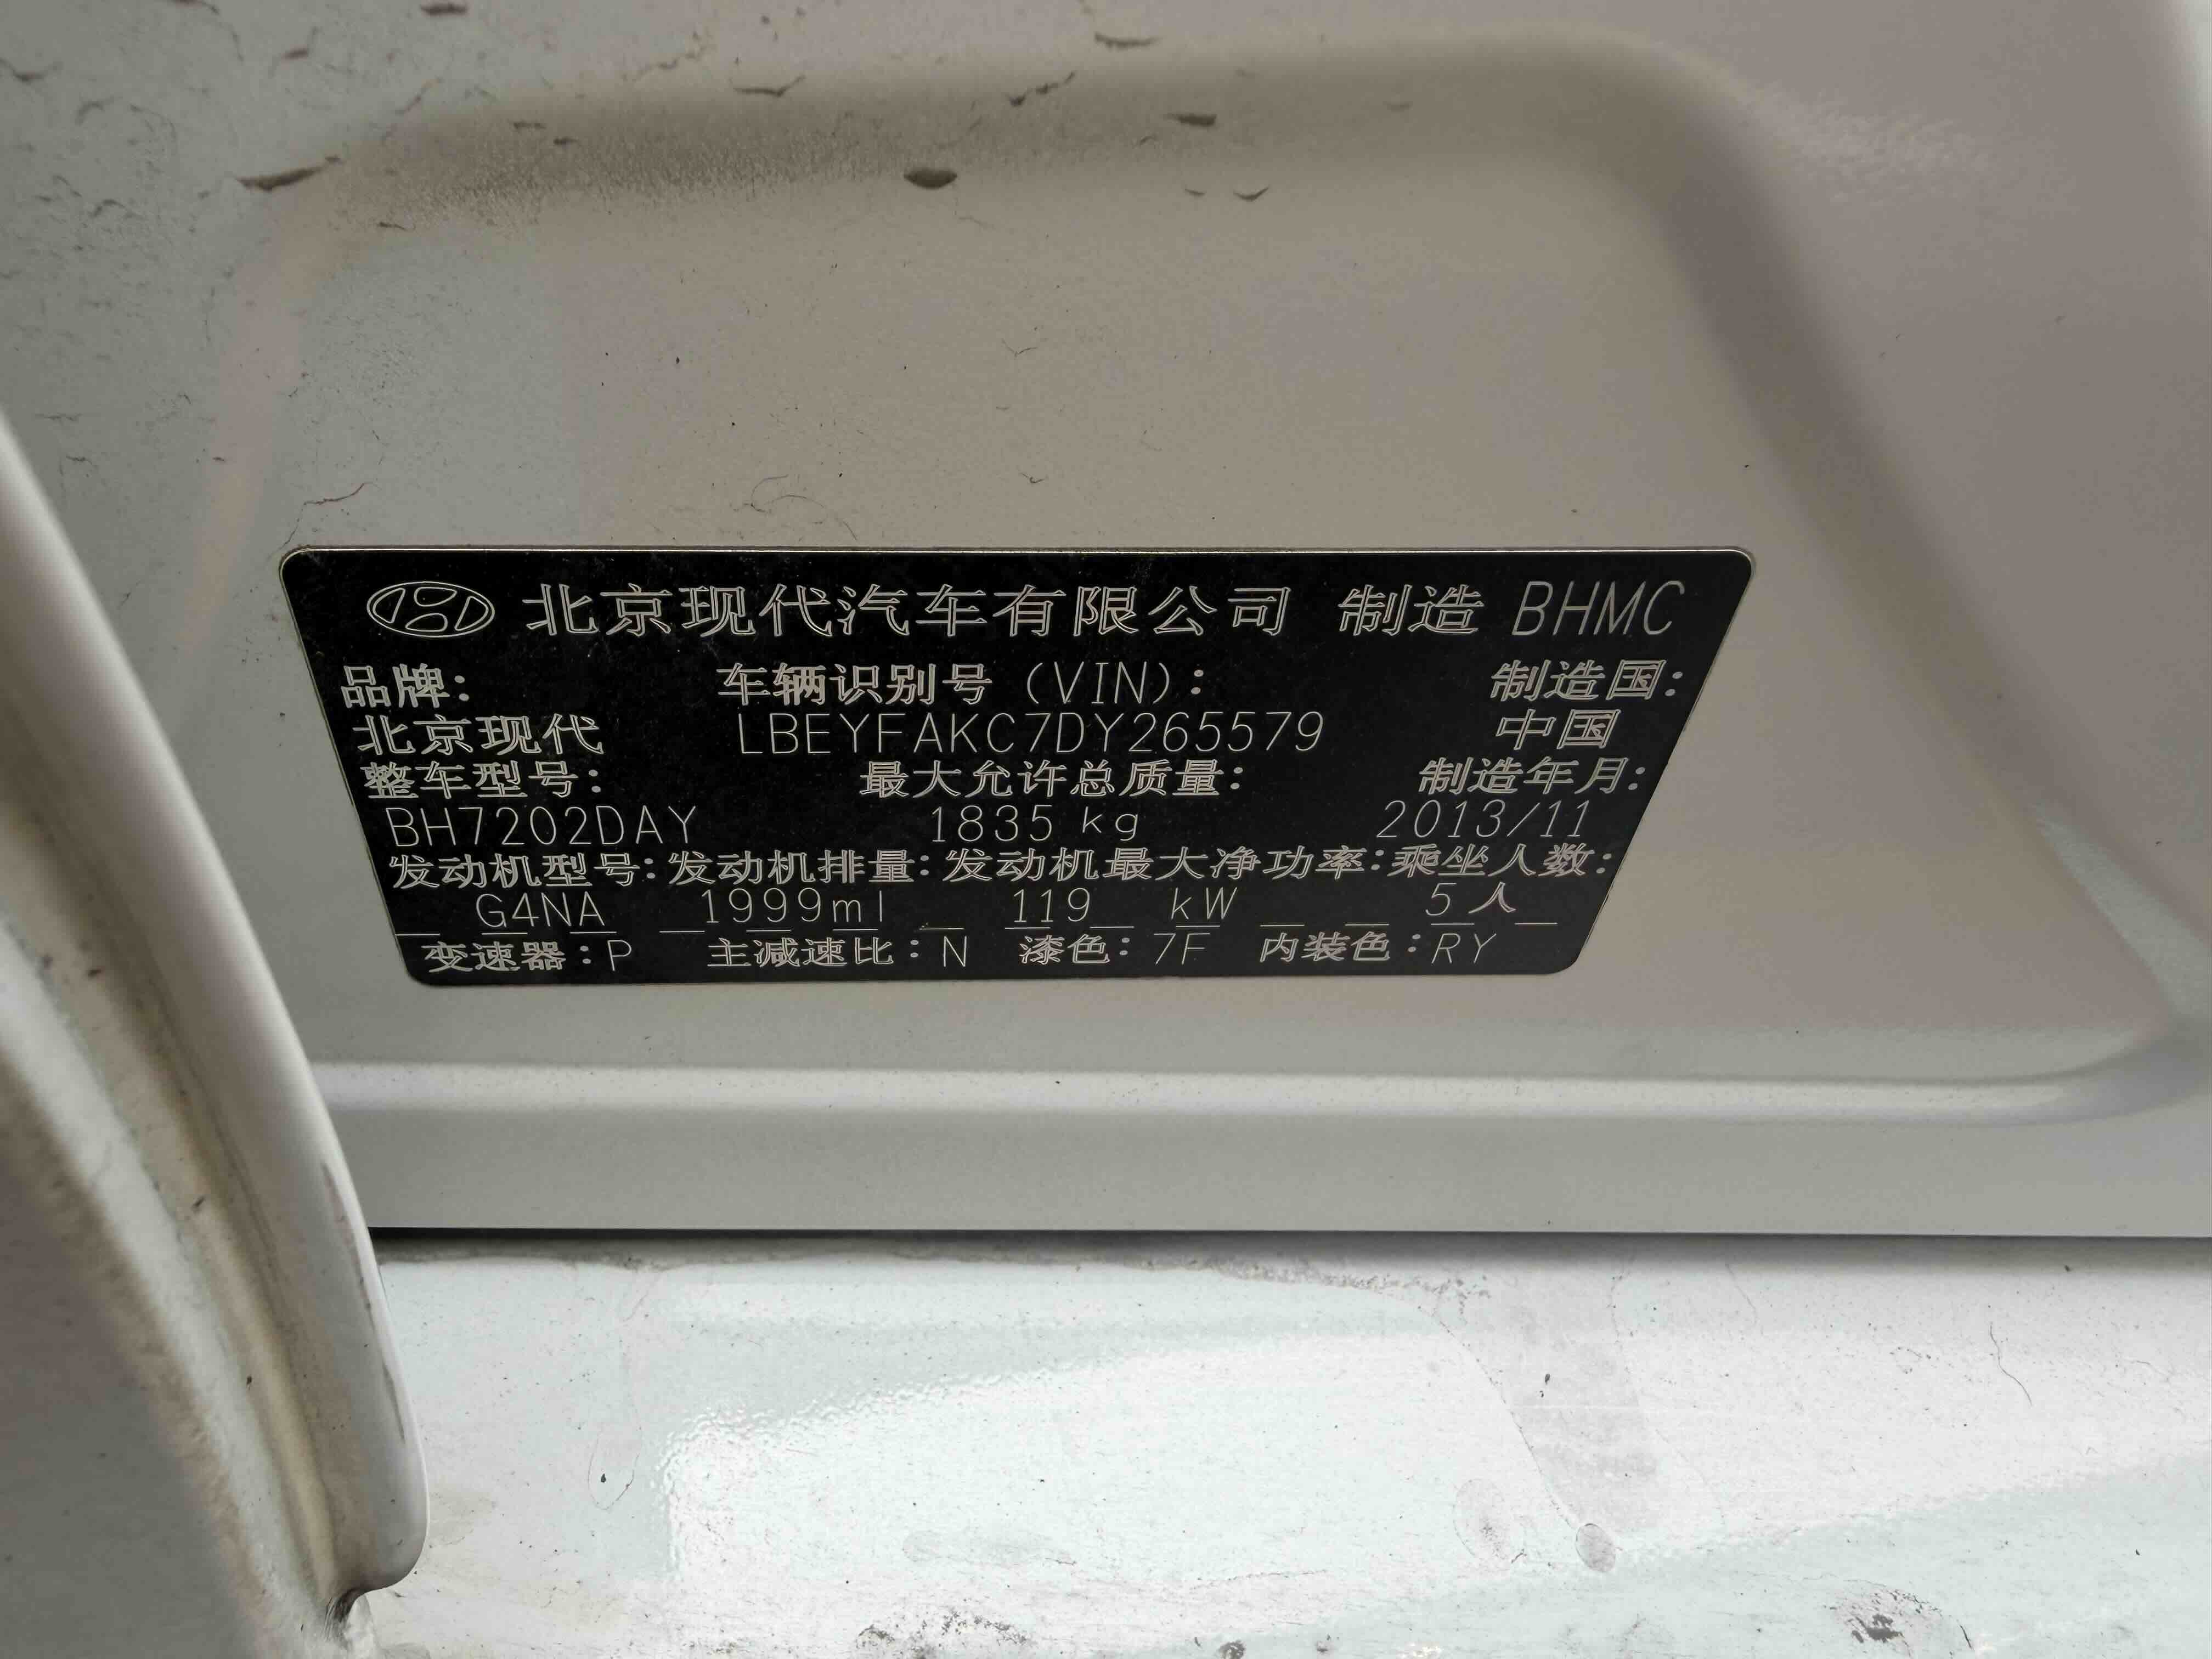 北京现代汽车有限公司 制造 BHMC
品牌: 车辆识别号 (VIN): 制造国:
北京现代 LBEYFAKC7DY265579 中国
整车型号: 最大允许总质量: 制造年月:
BH7202DAY 1835 kg 2013/11
发动机型号: 发动机排量: 发动机最大净功率: 乘坐人数:
G4NA 1999ml 119 kW 5 人
变速器:P 主减速比:N 漆色:7F 内装色:RY